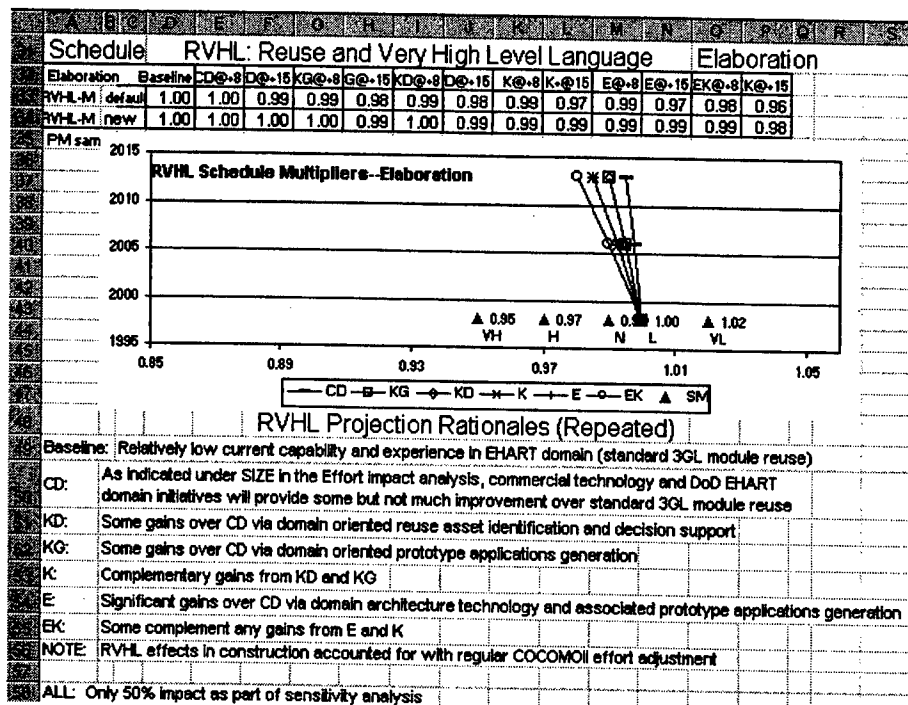 A B C D E F G H I J K L M N O P Q R S
Schedule RVHL: Reuse and Very High Level Language Elaboration
Elaboration Baseline CD@+8 D@+15 KG@+8 G@+15 KD@+8 D@+15 K@+8 K+@15 E@+8 E@+15 EK@+8 K@+15
RVHL-M defaul 1.00 1.00 0.99 0.99 0.98 0.99 0.98 0.99 0.97 0.99 0.97 0.98 0.96
RVHL-M new 1.00 1.00 1.00 1.00 0.99 1.00 0.99 0.99 0.99 0.99 0.99 0.99 0.98
PM sam
2015
RVHL Schedule Multipliers--Elaboration
2010
2005
2000
0.95 0.97 0.9 1.00 1.02
VH H N L VL
1995
0.85 0.89 0.93 0.97 1.01 1.05
CD KG KD K E EK SM
RVHL Projection Rationales (Repeated)
Baseline: Relatively low current capability and experience in EHART domain (standard 3GL module reuse)
CD: As indicated under SIZE in the Effort impact analysis, commercial technology and DoD EHART
domain initiatives will provide some but not much improvement over standard 3GL module reuse
KD: Some gains over CD via domain oriented reuse asset identification and decision support
KG: Some gains over CD via domain oriented prototype applications generation
K: Complementary gains from KD and KG
E: Significant gains over CD via domain architecture technology and associated prototype applications generation
EK: Some complement any gains from E and K
NOTE: RVHL effects in construction accounted for with regular COCOMOII effort adjustment
ALL: Only 50% impact as part of sensitivity analysis